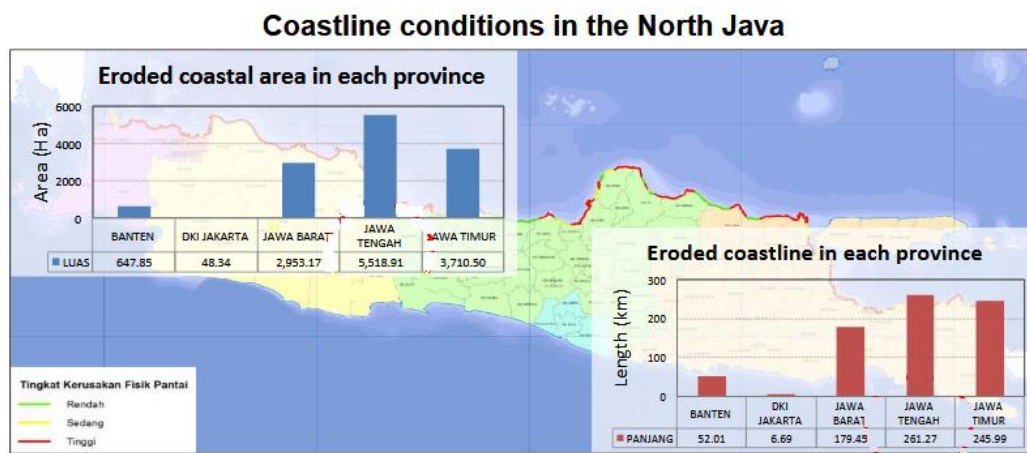 Coastline conditions in the North Java
Eroded coastal area in each province
Area (Ha)
6000
4000
2000
0
BANTEN DKI JAKARTA JAWA BARAT JAWA TENGAH JAWA TIMUR
LUAS 647.85 48.34 2,953.17 5,518.91 3,710.50
Eroded coastline in each province
Length (km)
300
200
100
0
BANTEN DKI JAKARTA JAWA BARAT JAWA TENGAH JAWA TIMUR
PANJANG 52.01 6.69 179.45 261.27 245.99
Tingkat Kerusakan Fisik Pantai
Rendah
Sedang
Tinggi